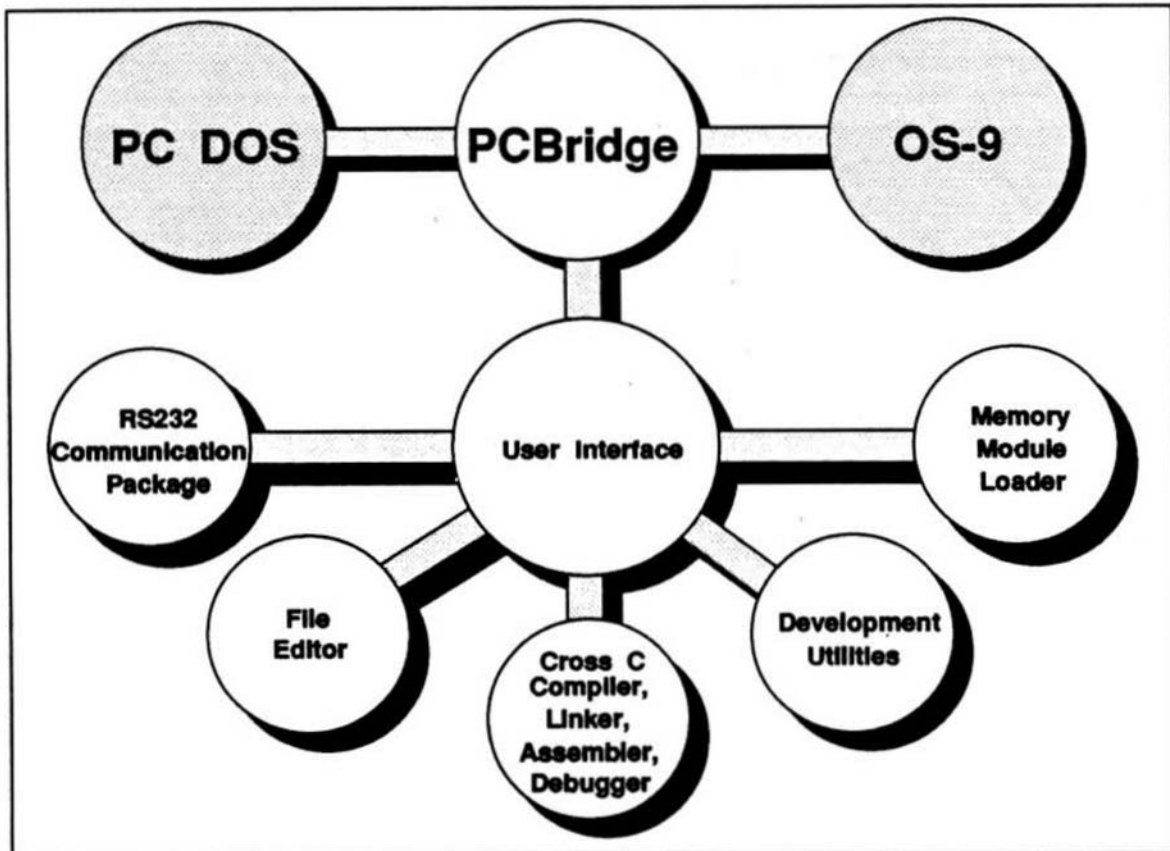 PC DOS
PCBridge
OS-9
RS232
Communication
Package
User Interface
Memory
Module
Loader
File
Editor
Cross C
Compiler,
Linker,
Assembler,
Debugger
Development
Utilities